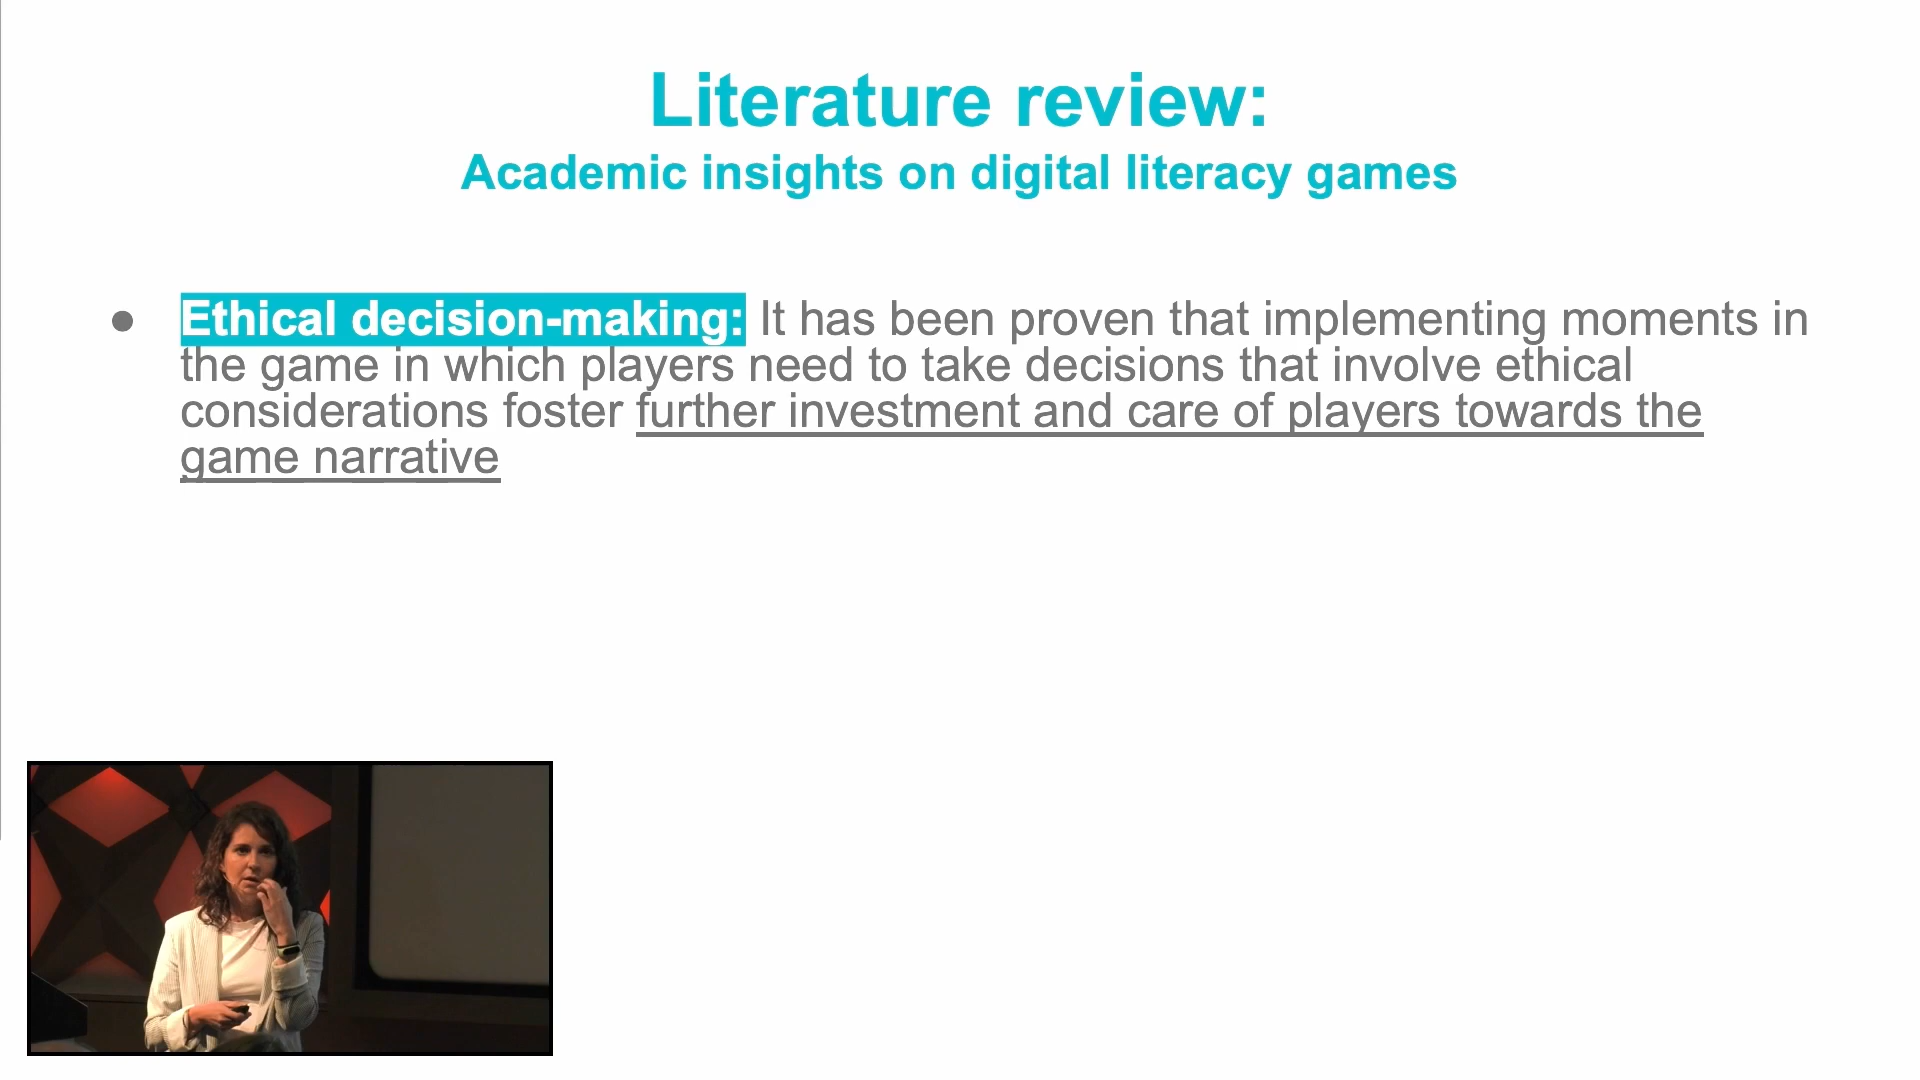 Literature review:
Academic insights on digital literacy games
● Ethical decision-making: It has been proven that implementing moments in
the game in which players need to take decisions that involve ethical
considerations foster further investment and care of players towards the
game narrative